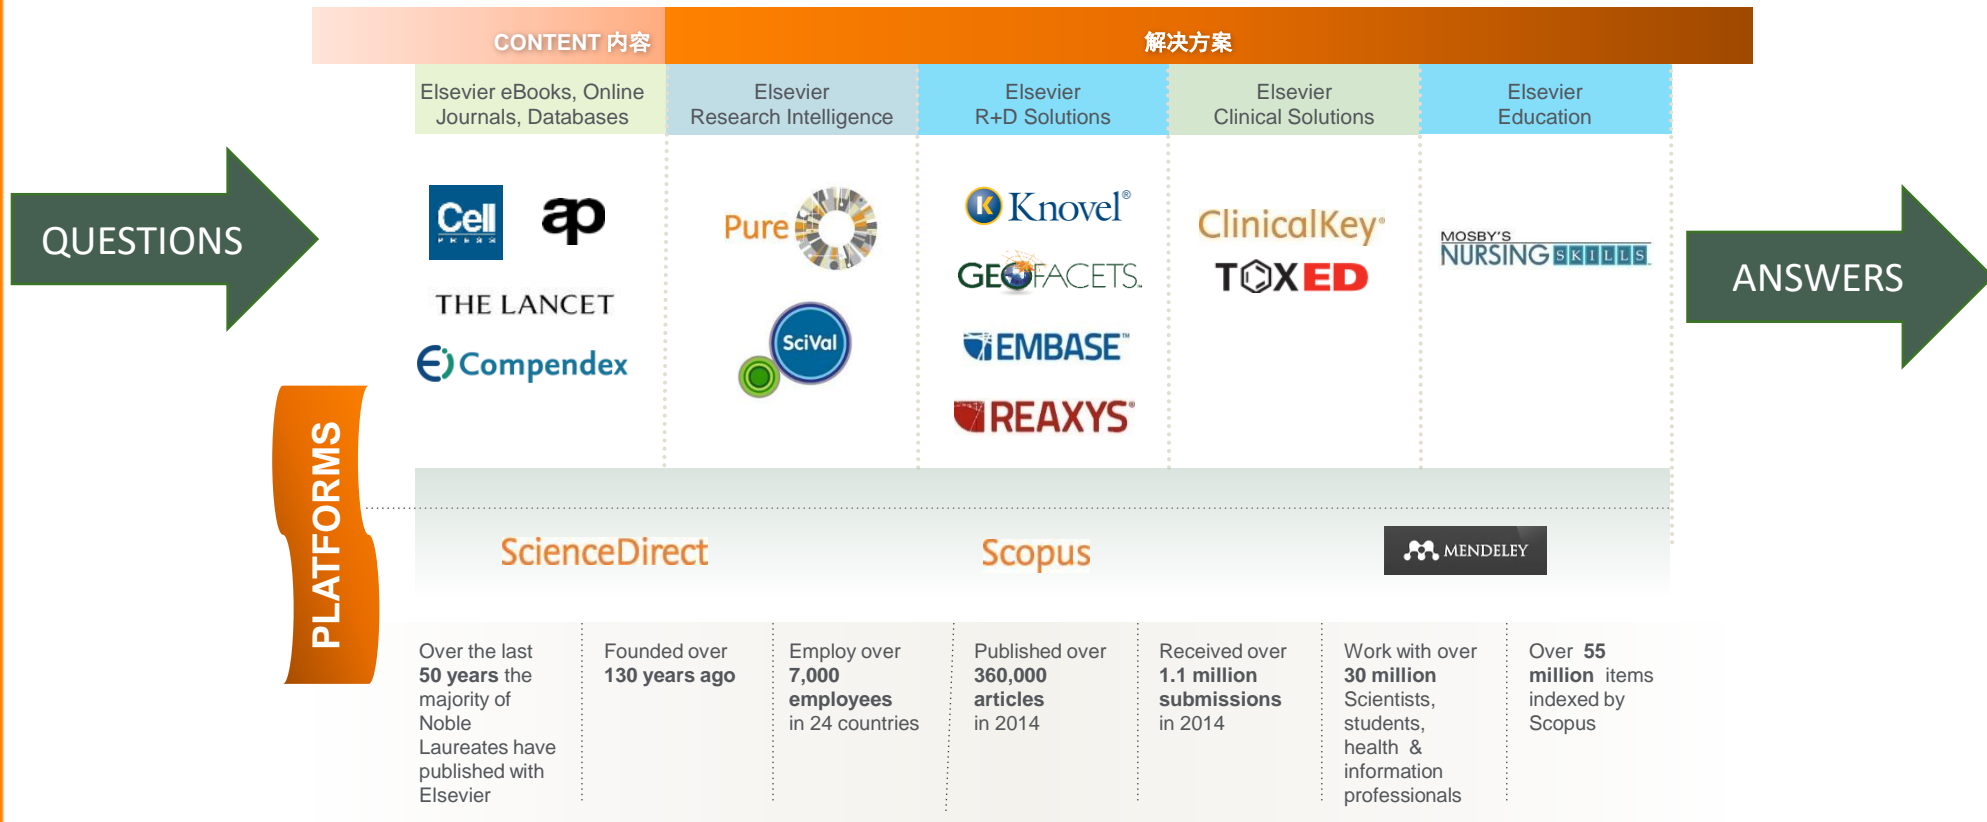 CONTENT 内容
解决方案
Elsevier eBooks, Online
Journals, Databases
Elsevier
Research Intelligence
Elsevier
R+D Solutions
Elsevier
Clinical Solutions
Elsevier
Education
QUESTIONS
Cell
PRESS
ap
THE LANCET
Ei Compendex
Pure
SciVal
K Knovel®
GEOFACETS™
EMBASE™
REAXYS®
ClinicalKey®
TOXED
MOSBY'S
NURSING SKILLS
ANSWERS
PLATFORMS
ScienceDirect
Scopus
MENDELEY
Over the last
50 years the
majority of
Noble
Laureates have
published with
Elsevier
Founded over
130 years ago
Employ over
7,000
employees
in 24 countries
Published over
360,000
articles
in 2014
Received over
1.1 million
submissions
in 2014
Work with over
30 million
Scientists,
students,
health &
information
professionals
Over 55
million items
indexed by
Scopus